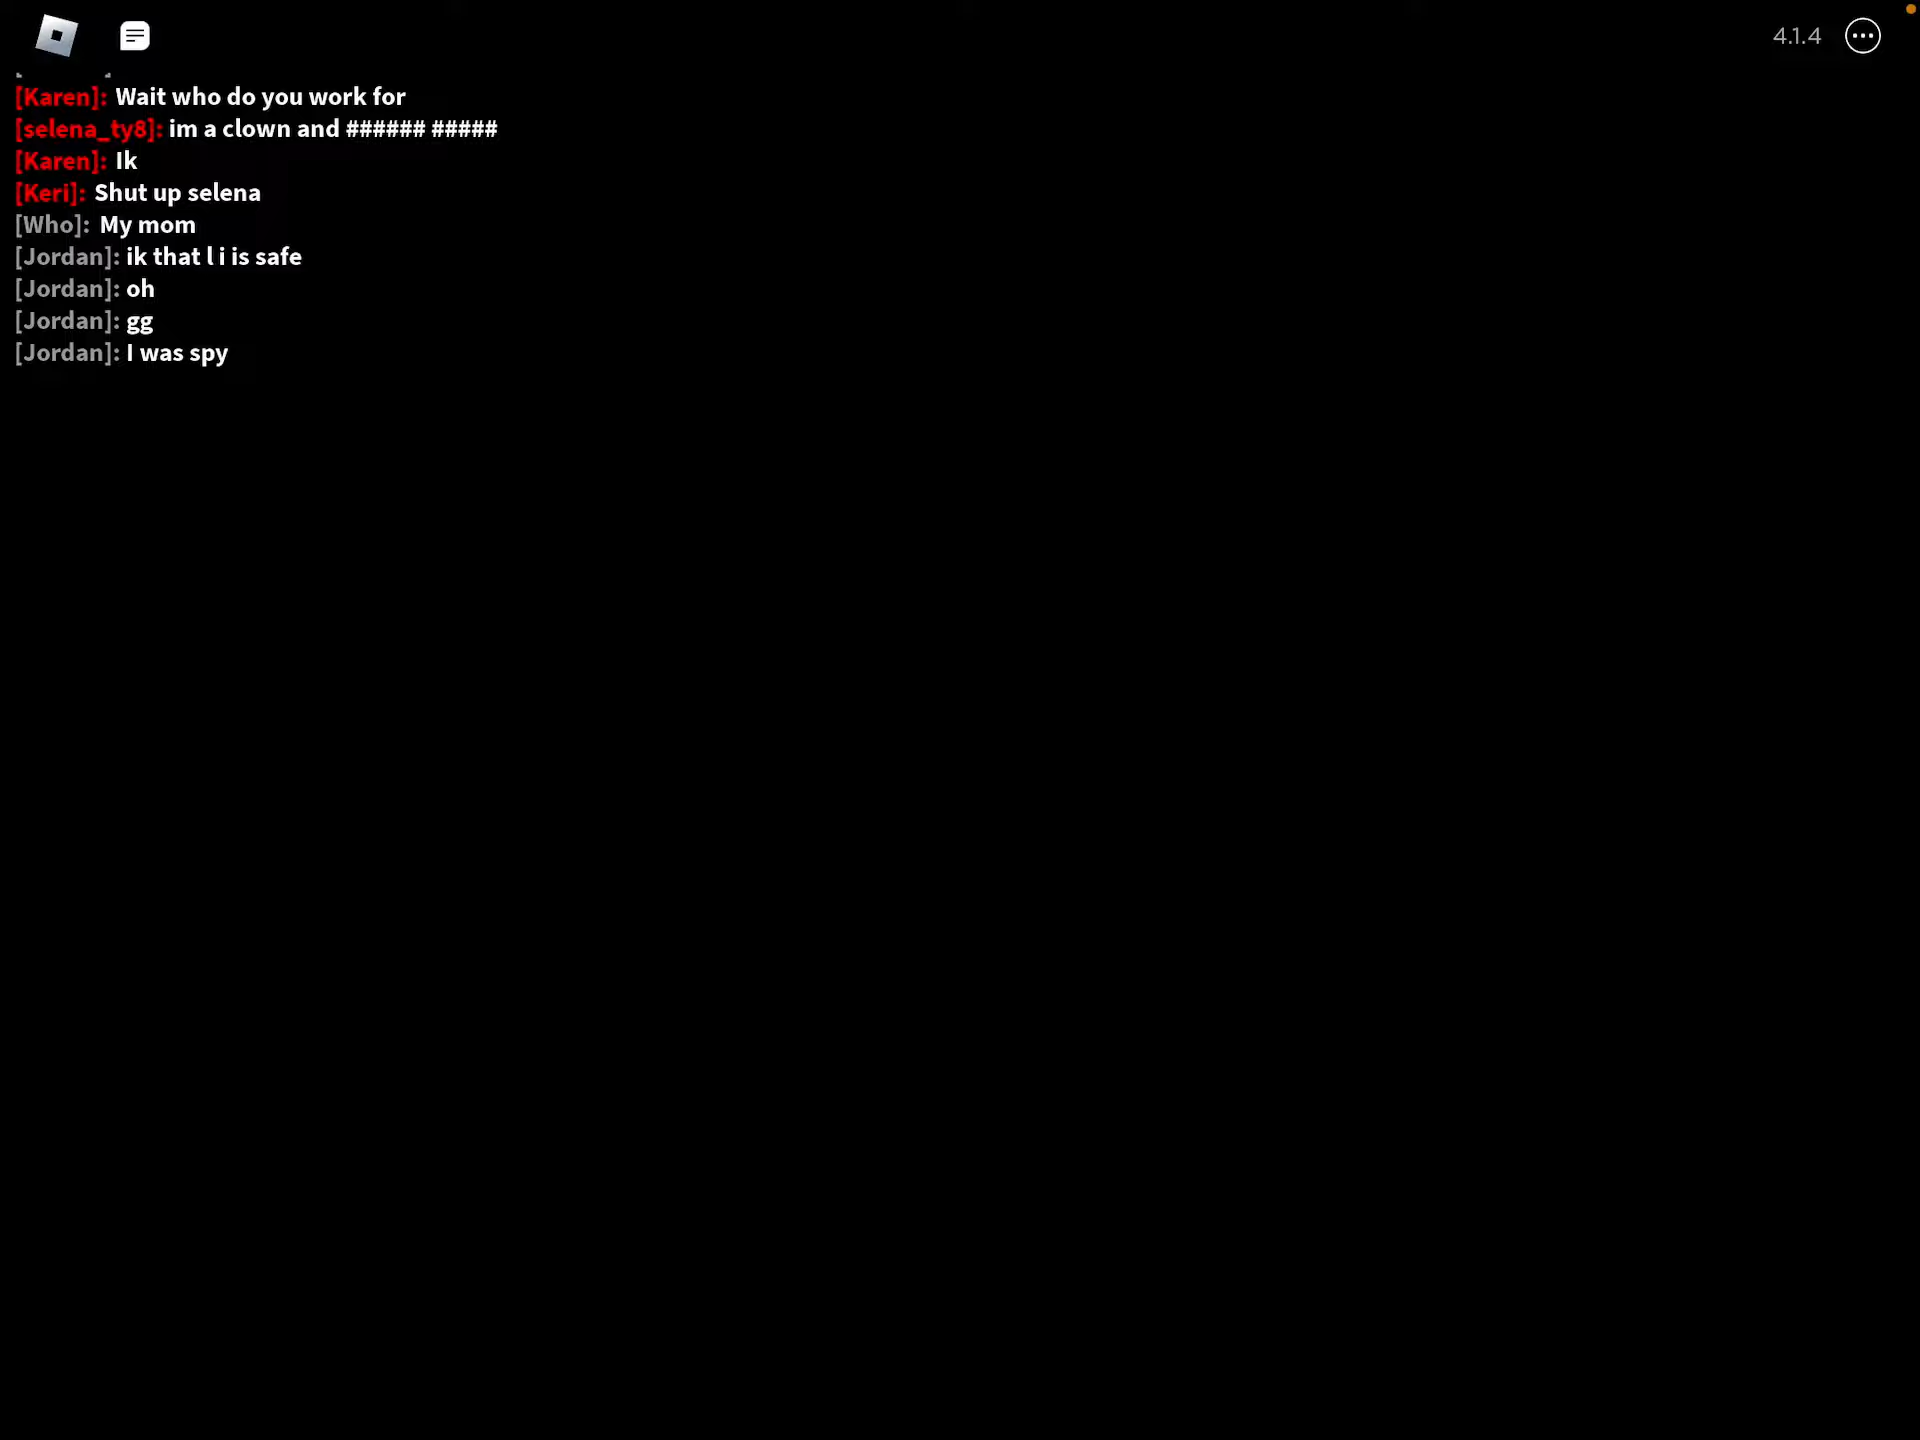 4.1.4
[Karen]: Wait who do you work for
[selena_ty8]: im a clown and ###### #####
[Karen]: Ik
[Keri]: Shut up selena
[Who]: My mom
[Jordan]: ik that l i is safe
[Jordan]: oh
[Jordan]: gg
[Jordan]: I was spy